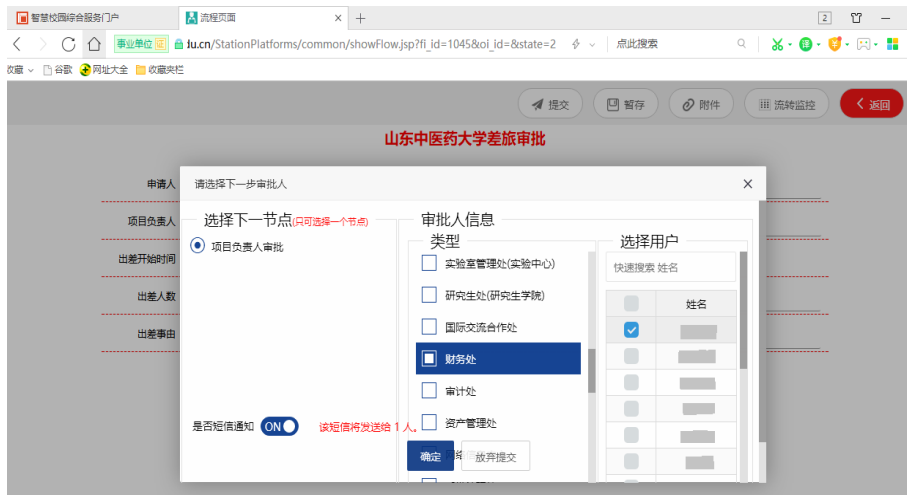 智慧校园综合服务门户
流程页面
2
事业单位 证
du.cn/StationPlatforms/common/showFlow.jsp?fi_id=1045&oi_id=&state=2
点此搜索
收藏
谷歌
网址大全
收藏夹栏
提交
暂存
附件
流转监控
返回
山东中医药大学差旅审批
申请人
项目负责人
出差开始时间
出差人数
出差事由
请选择下一步审批人
选择下一节点(只可选择一个节点)
项目负责人审批
是否短信通知
ON
该短信将发送给 1 人。
审批人信息
类型
实验室管理处(实验中心)
研究生处(研究生学院)
国际交流合作处
财务处
审计处
资产管理处
确定
放弃提交
选择用户
快速搜索 姓名
姓名